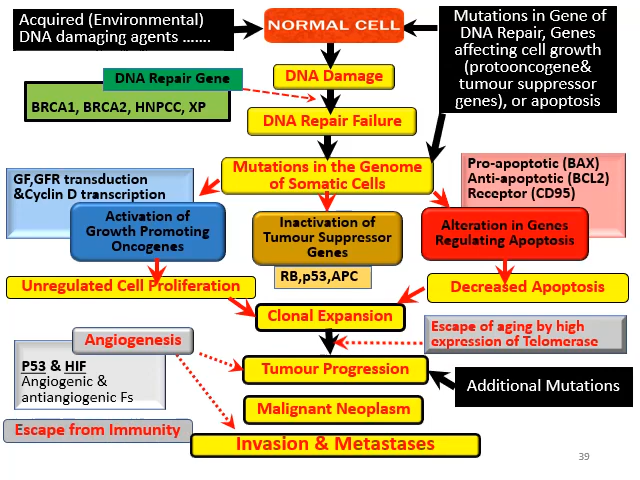 Acquired (Environmental)
DNA damaging agents .......
NORMAL CELL
Mutations in Gene of
DNA Repair, Genes
affecting cell growth
(protooncogene&
tumour suppressor
genes), or apoptosis
DNA Damage
DNA Repair Gene
BRCA1, BRCA2, HNPCC, XP
DNA Repair Failure
Mutations in the Genome
of Somatic Cells
GF,GFR transduction
&Cyclin D transcription
Pro-apoptotic (BAX)
Anti-apoptotic (BCL2)
Receptor (CD95)
Activation of
Growth Promoting
Oncogenes
Inactivation of
Tumour Suppressor
Genes
Alteration in Genes
Regulating Apoptosis
RB,p53,APC
Unregulated Cell Proliferation
Decreased Apoptosis
Clonal Expansion
Escape of aging by high
expression of Telomerase
Angiogenesis
P53 & HIF
Angiogenic &
antiangiogenic Fs
Tumour Progression
Additional Mutations
Malignant Neoplasm
Escape from Immunity
Invasion & Metastases
39